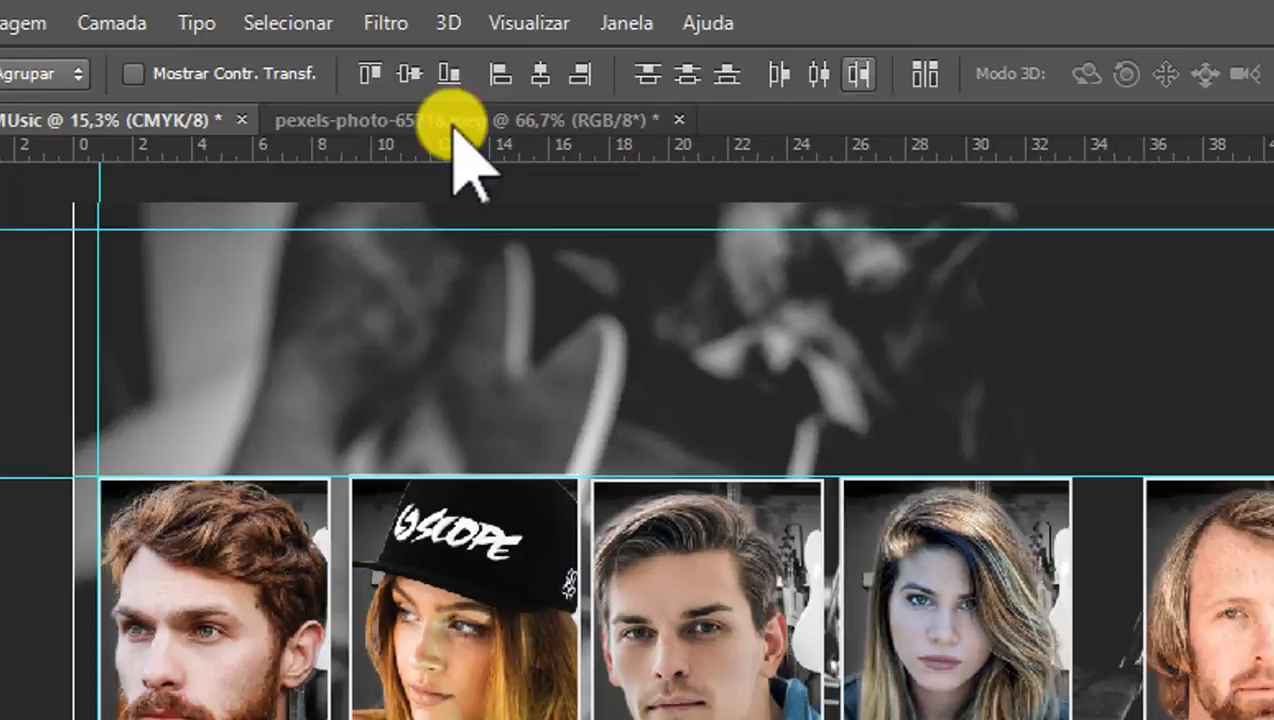 agem Camada Tipo Selecionar Filtro 3D Visualizar Janela Ajuda
Agrupar Mostrar Contr. Transf. Modo 3D:
MUsic @ 15,3% (CMYK/8) * × pexels-photo-65 @ 66,7% (RGB/8*) * ×
2 0 2 4 6 8 10 12 14 16 18 20 22 24 26 28 30 32 34 36 38
SCOPE